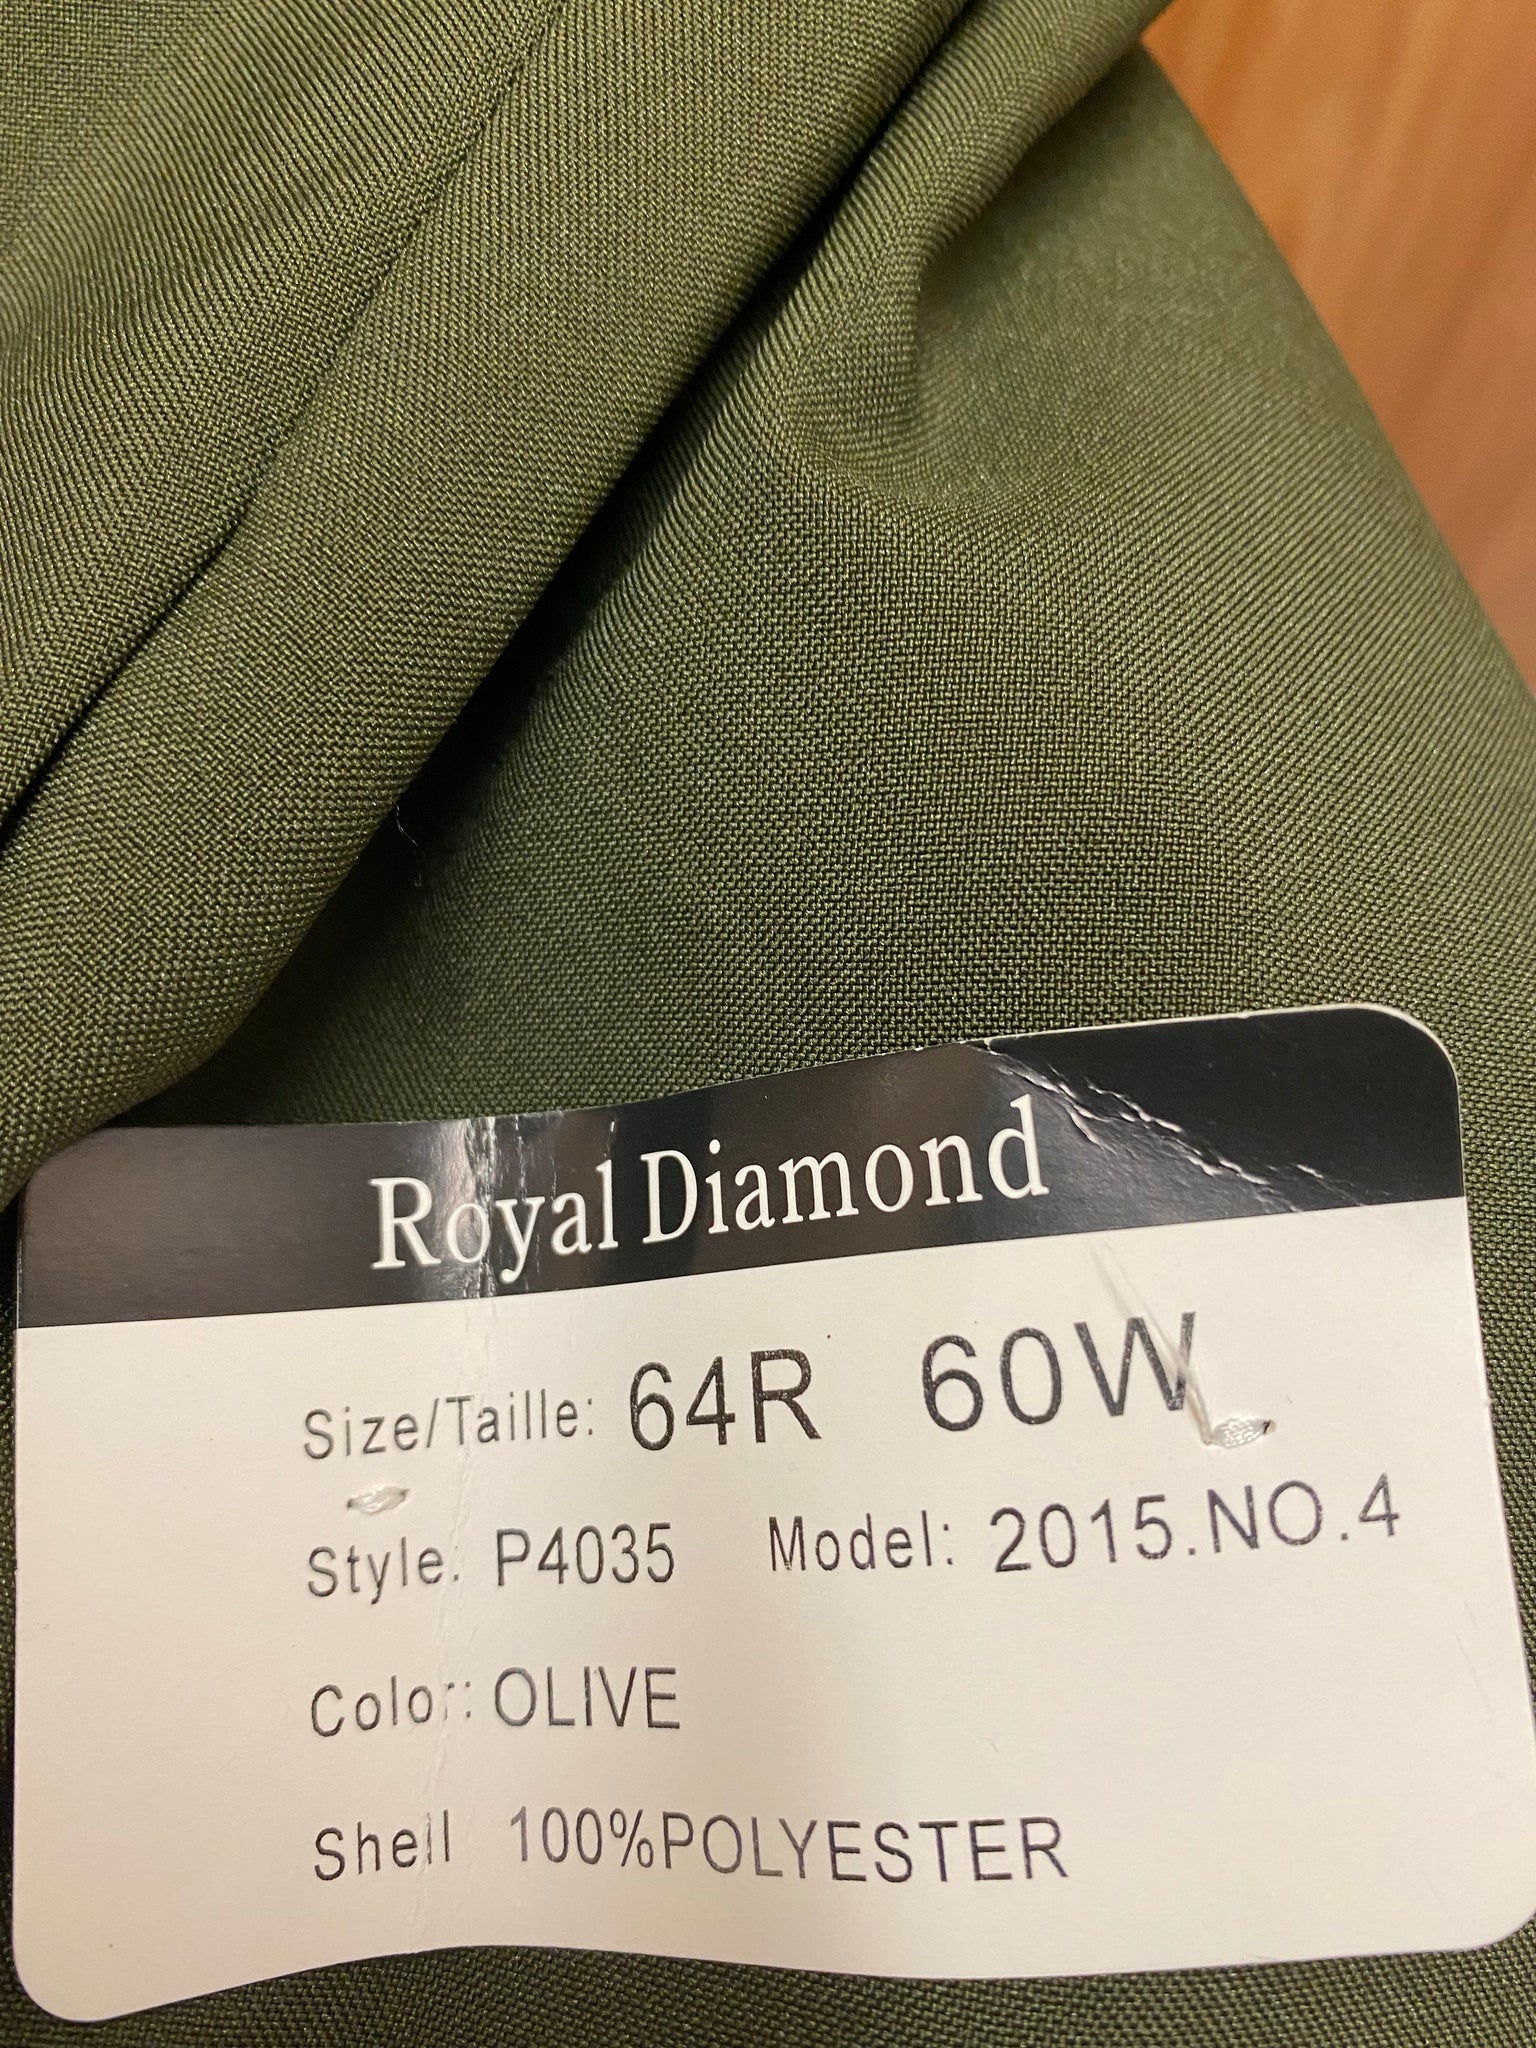 Royal Diamond
Size/Taille: 64R 60W
Style: P4035 Model: 2015.NO.4
Color: OLIVE
Shell 100%POLYESTER